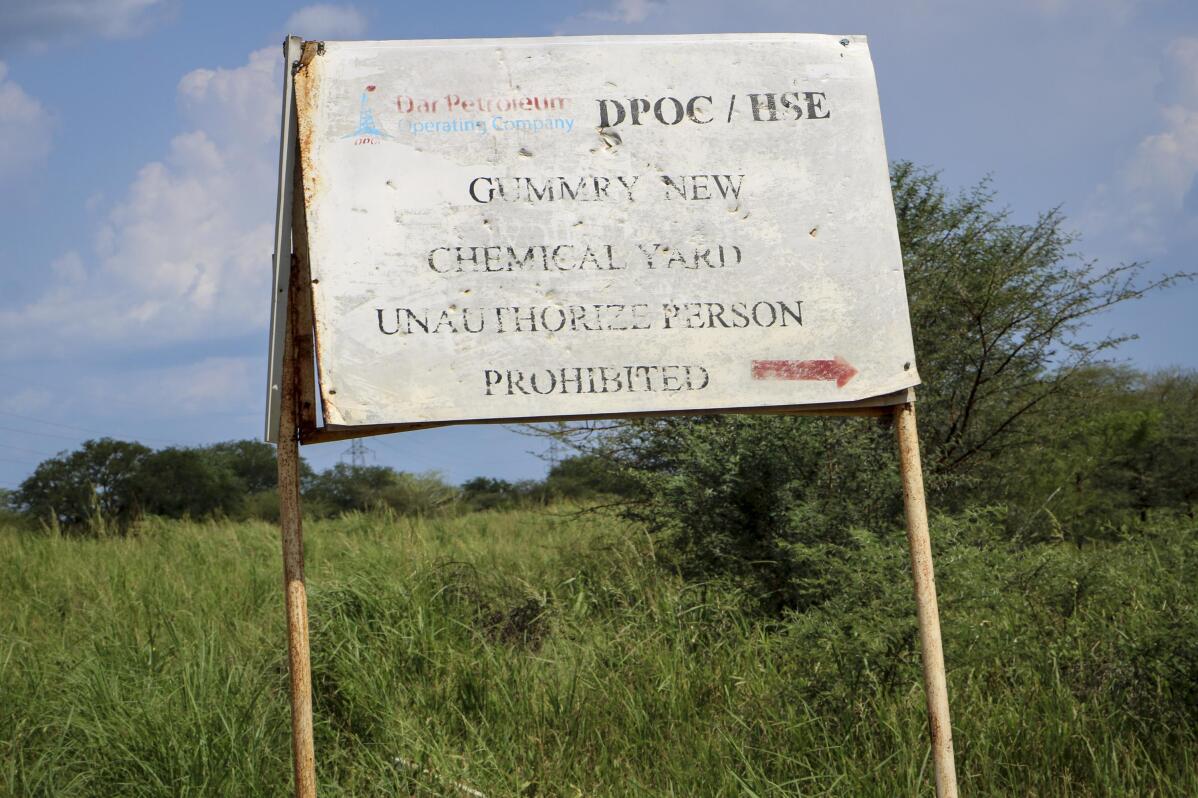 Dar Petroleum
Operating Company
DPOC
DPOC / HSE
GUMMRY NEW
CHEMICAL YARD
UNAUTHORIZE PERSON
PROHIBITED